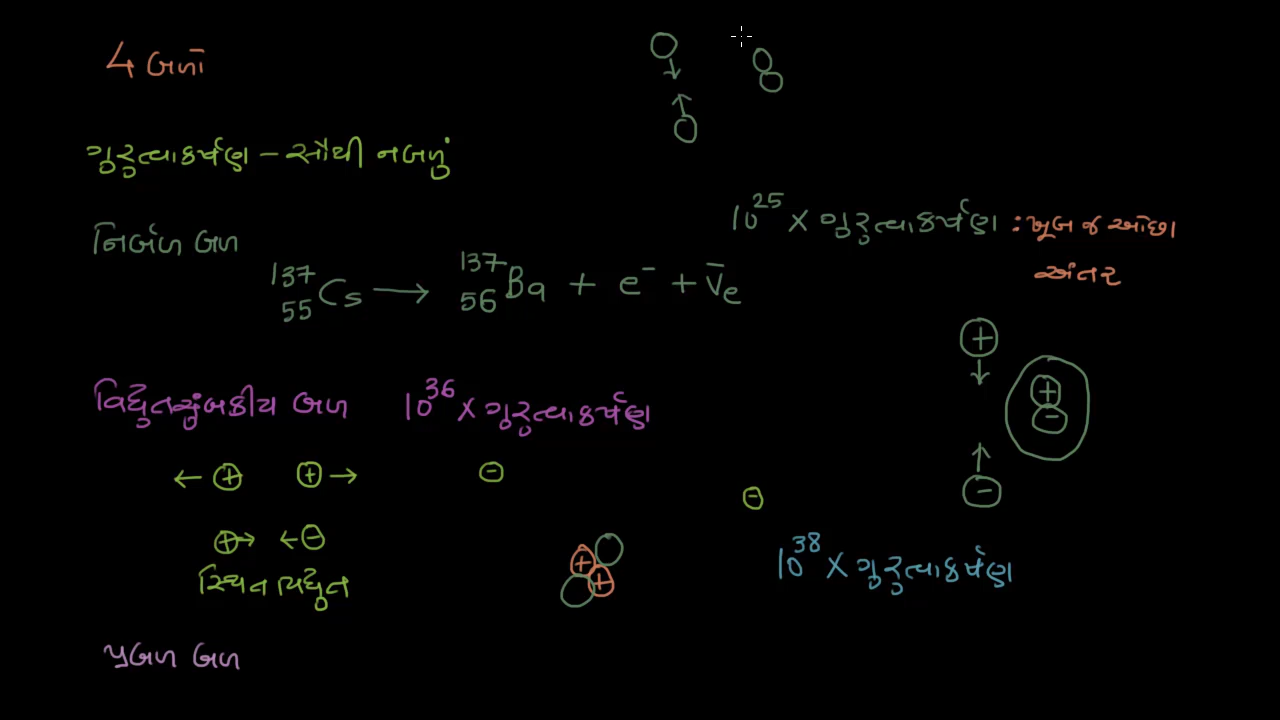 4 બળો
ગુરુત્વાકર્ષણ – સૌથી નબળું
નિર્બળ બળ
10^25 × ગુરુત્વાકર્ષણ : ખૂબ જ ઓછા
અંતર
137 55 Cs → 137 56 Ba + e⁻ + ν̅e
+
+
-
-
વિદ્યુતચુંબકીય બળ 10^36 × ગુરુત્વાકર્ષણ
← + + → -
-
+→ ←-
સ્થિત વિદ્યુત
+
+
10^38 × ગુરુત્વાકર્ષણ
પ્રબળ બળ